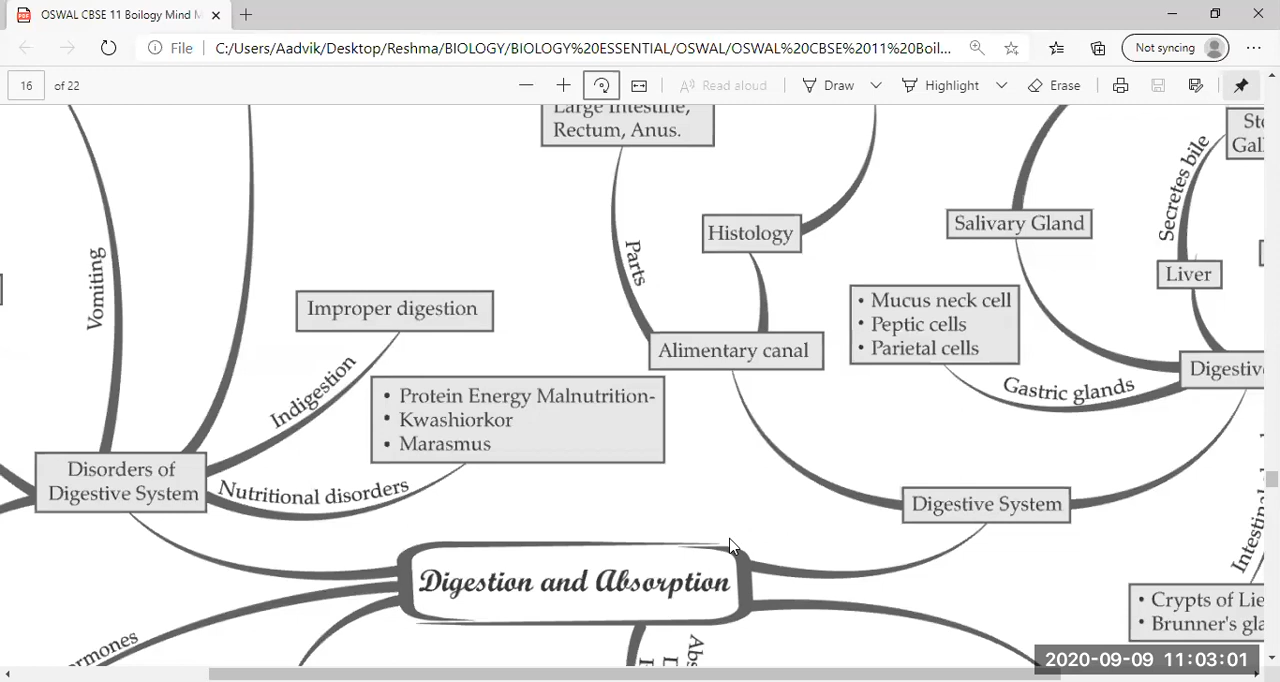 OSWAL CBSE 11 Boilogy Mind M
File
C:/Users/Aadvik/Desktop/Reshma/BIOLOGY/BIOLOGY%20ESSENTIAL/OSWAL/OSWAL%20CBSE%2011%20Boil...
Not syncing
16 of 22
Read aloud
Draw
Highlight
Erase
Large Intestine,
Rectum, Anus.
Secretes bile
Salivary Gland
Histology
Parts
Vomiting
Liver
Improper digestion
• Mucus neck cell
• Peptic cells
• Parietal cells
Alimentary canal
Gastric glands
Indigestion
• Protein Energy Malnutrition-
• Kwashiorkor
• Marasmus
Disorders of
Digestive System
Nutritional disorders
Digestive System
Digestion and Absorption
• Crypts of Lie
• Brunner's gla
2020-09-09 11:03:01